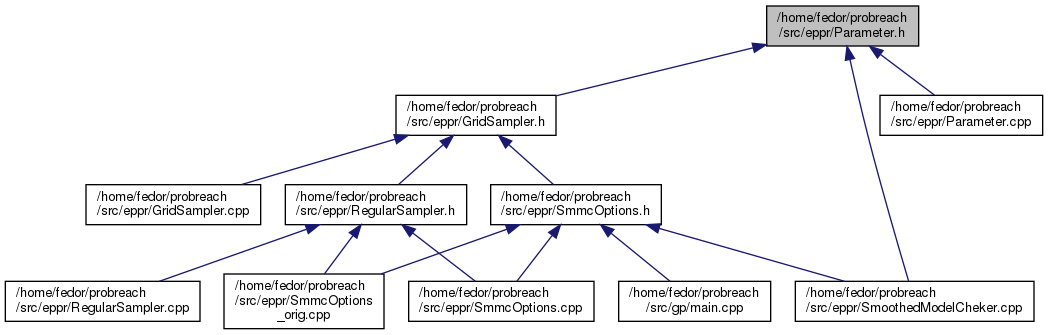 /home/fedor/probreach
/src/eppr/Parameter.h
/home/fedor/probreach
/src/eppr/GridSampler.h
/home/fedor/probreach
/src/eppr/Parameter.cpp
/home/fedor/probreach
/src/eppr/GridSampler.cpp
/home/fedor/probreach
/src/eppr/RegularSampler.h
/home/fedor/probreach
/src/eppr/SmmcOptions.h
/home/fedor/probreach
/src/eppr/RegularSampler.cpp
/home/fedor/probreach
/src/eppr/SmmcOptions
_orig.cpp
/home/fedor/probreach
/src/eppr/SmmcOptions.cpp
/home/fedor/probreach
/src/gp/main.cpp
/home/fedor/probreach
/src/eppr/SmoothedModelCheker.cpp